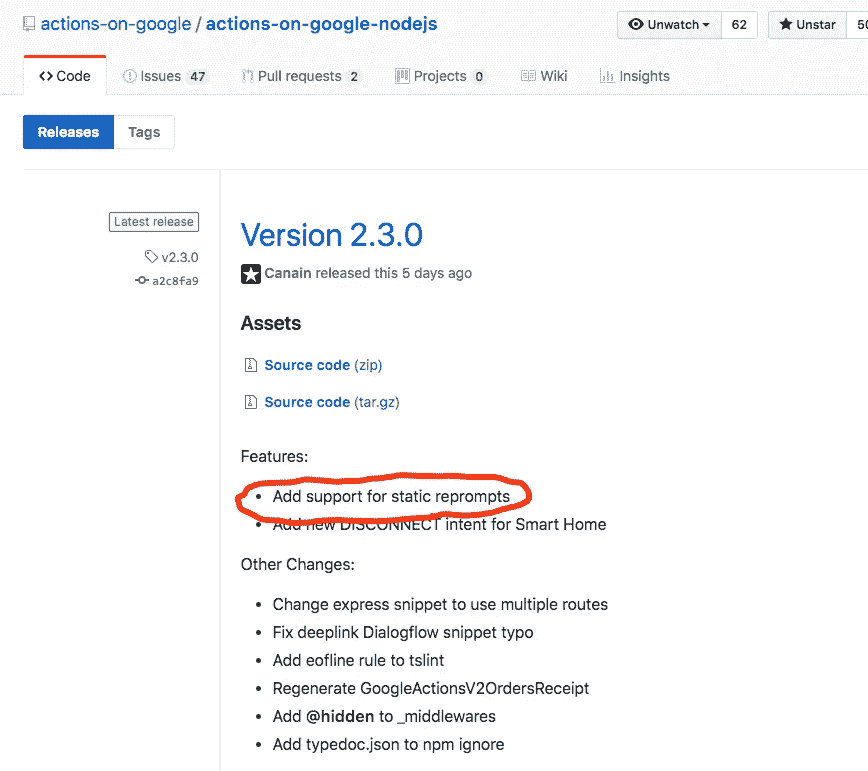 actions-on-google / actions-on-google-nodejs
Unwatch 62 Unstar 50
Code Issues 47 Pull requests 2 Projects 0 Wiki Insights
Releases Tags
Latest release
v2.3.0
a2c8fa9
Version 2.3.0
Canain released this 5 days ago
Assets
Source code (zip)
Source code (tar.gz)
Features:
• Add support for static reprompts
• Add new DISCONNECT intent for Smart Home
Other Changes:
• Change express snippet to use multiple routes
• Fix deeplink Dialogflow snippet typo
• Add eofline rule to tslint
• Regenerate GoogleActionsV2OrdersReceipt
• Add @hidden to _middlewares
• Add typedoc.json to npm ignore